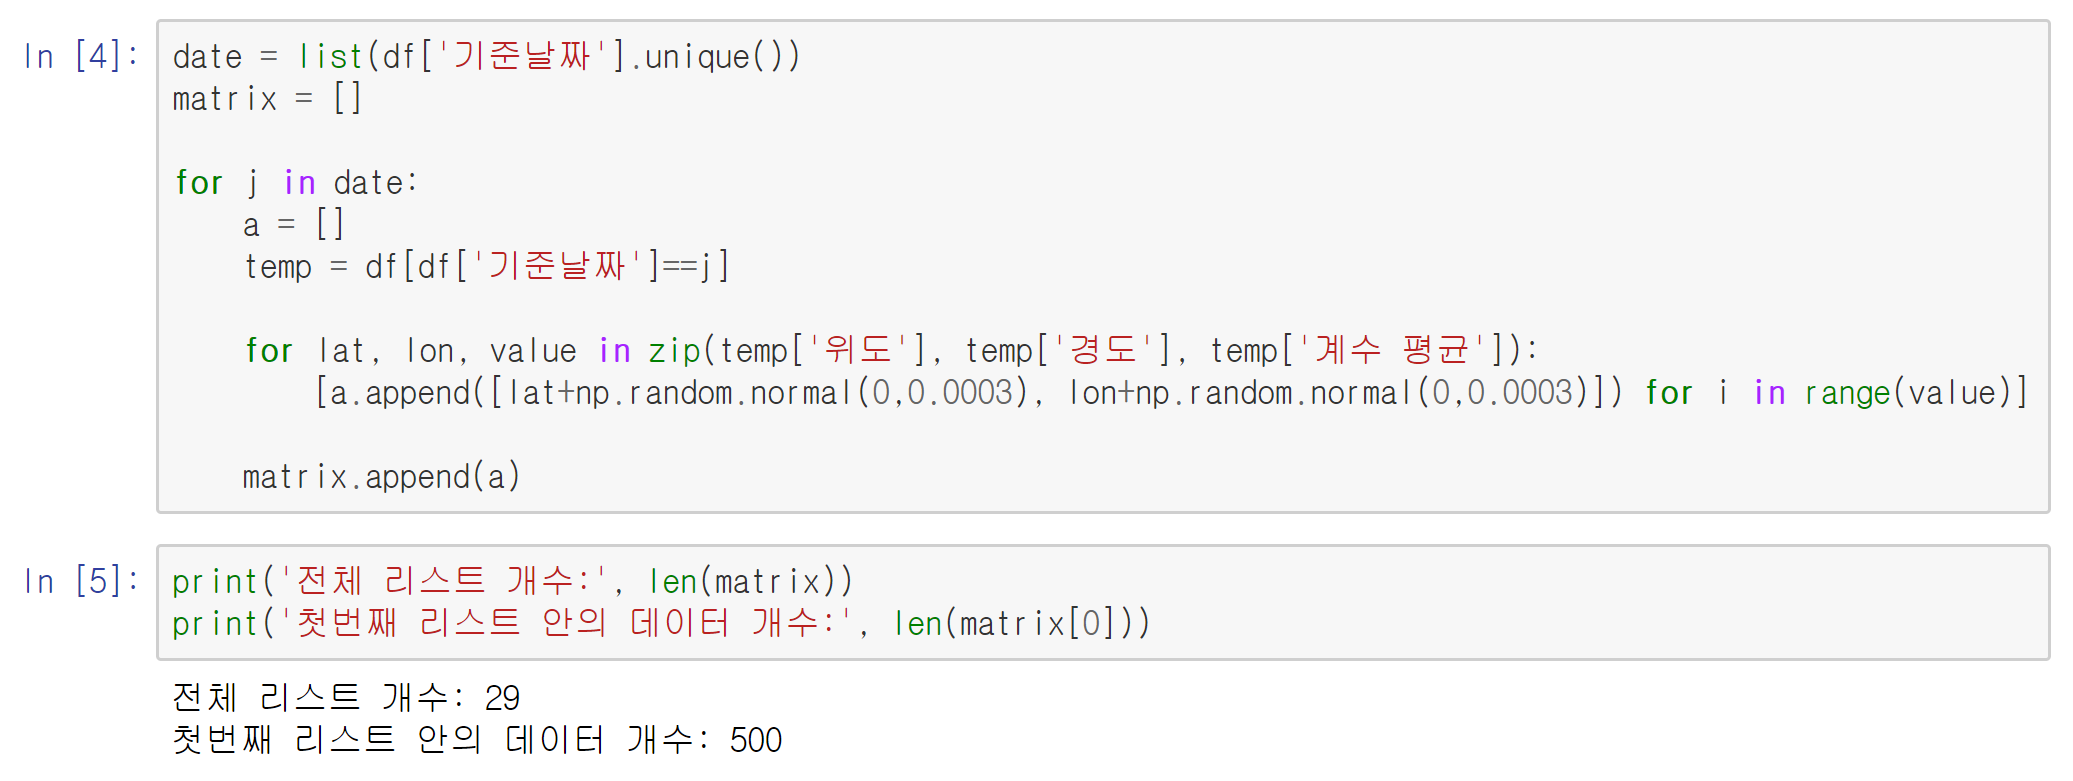 In [4]: date = list(df['기준날짜'].unique())
matrix = []
for j in date:
    a = []
    temp = df[df['기준날짜']==j]
    for lat, lon, value in zip(temp['위도'], temp['경도'], temp['계수 평균']):
        [a.append([lat+np.random.normal(0,0.0003), lon+np.random.normal(0,0.0003)]) for i in range(value)]
    matrix.append(a)
In [5]: print('전체 리스트 개수:', len(matrix))
print('첫번째 리스트 안의 데이터 개수:', len(matrix[0]))
전체 리스트 개수: 29
첫번째 리스트 안의 데이터 개수: 500